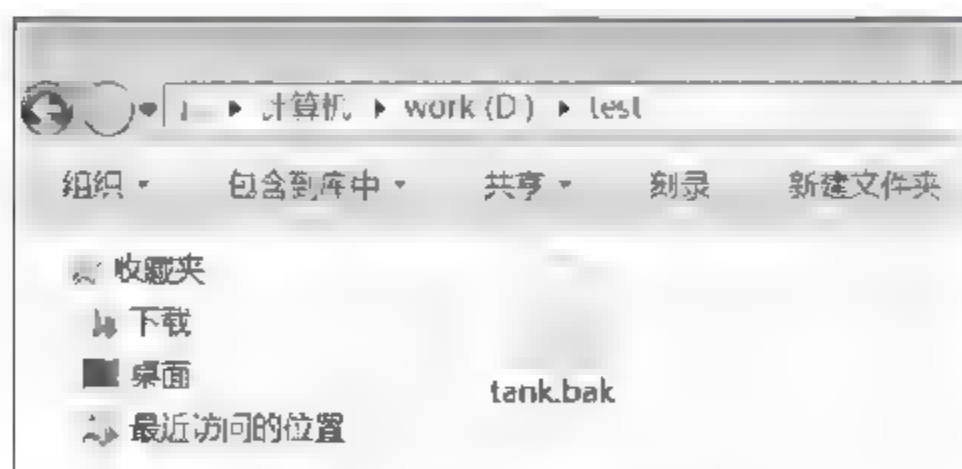 计算机 ▶ work (D:) ▶ test
组织 包含到库中 共享 刻录 新建文件夹
收藏夹
下载
桌面
最近访问的位置
tank.bak